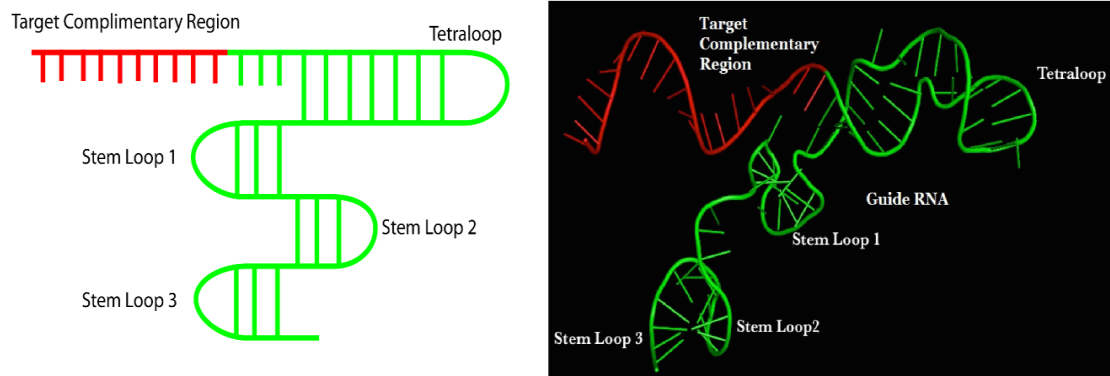 Target Complimentary Region
Tetraloop
Stem Loop 1
Stem Loop 2
Stem Loop 3
Target
Complementary
Region
Tetraloop
Guide RNA
Stem Loop 1
Stem Loop2
Stem Loop 3